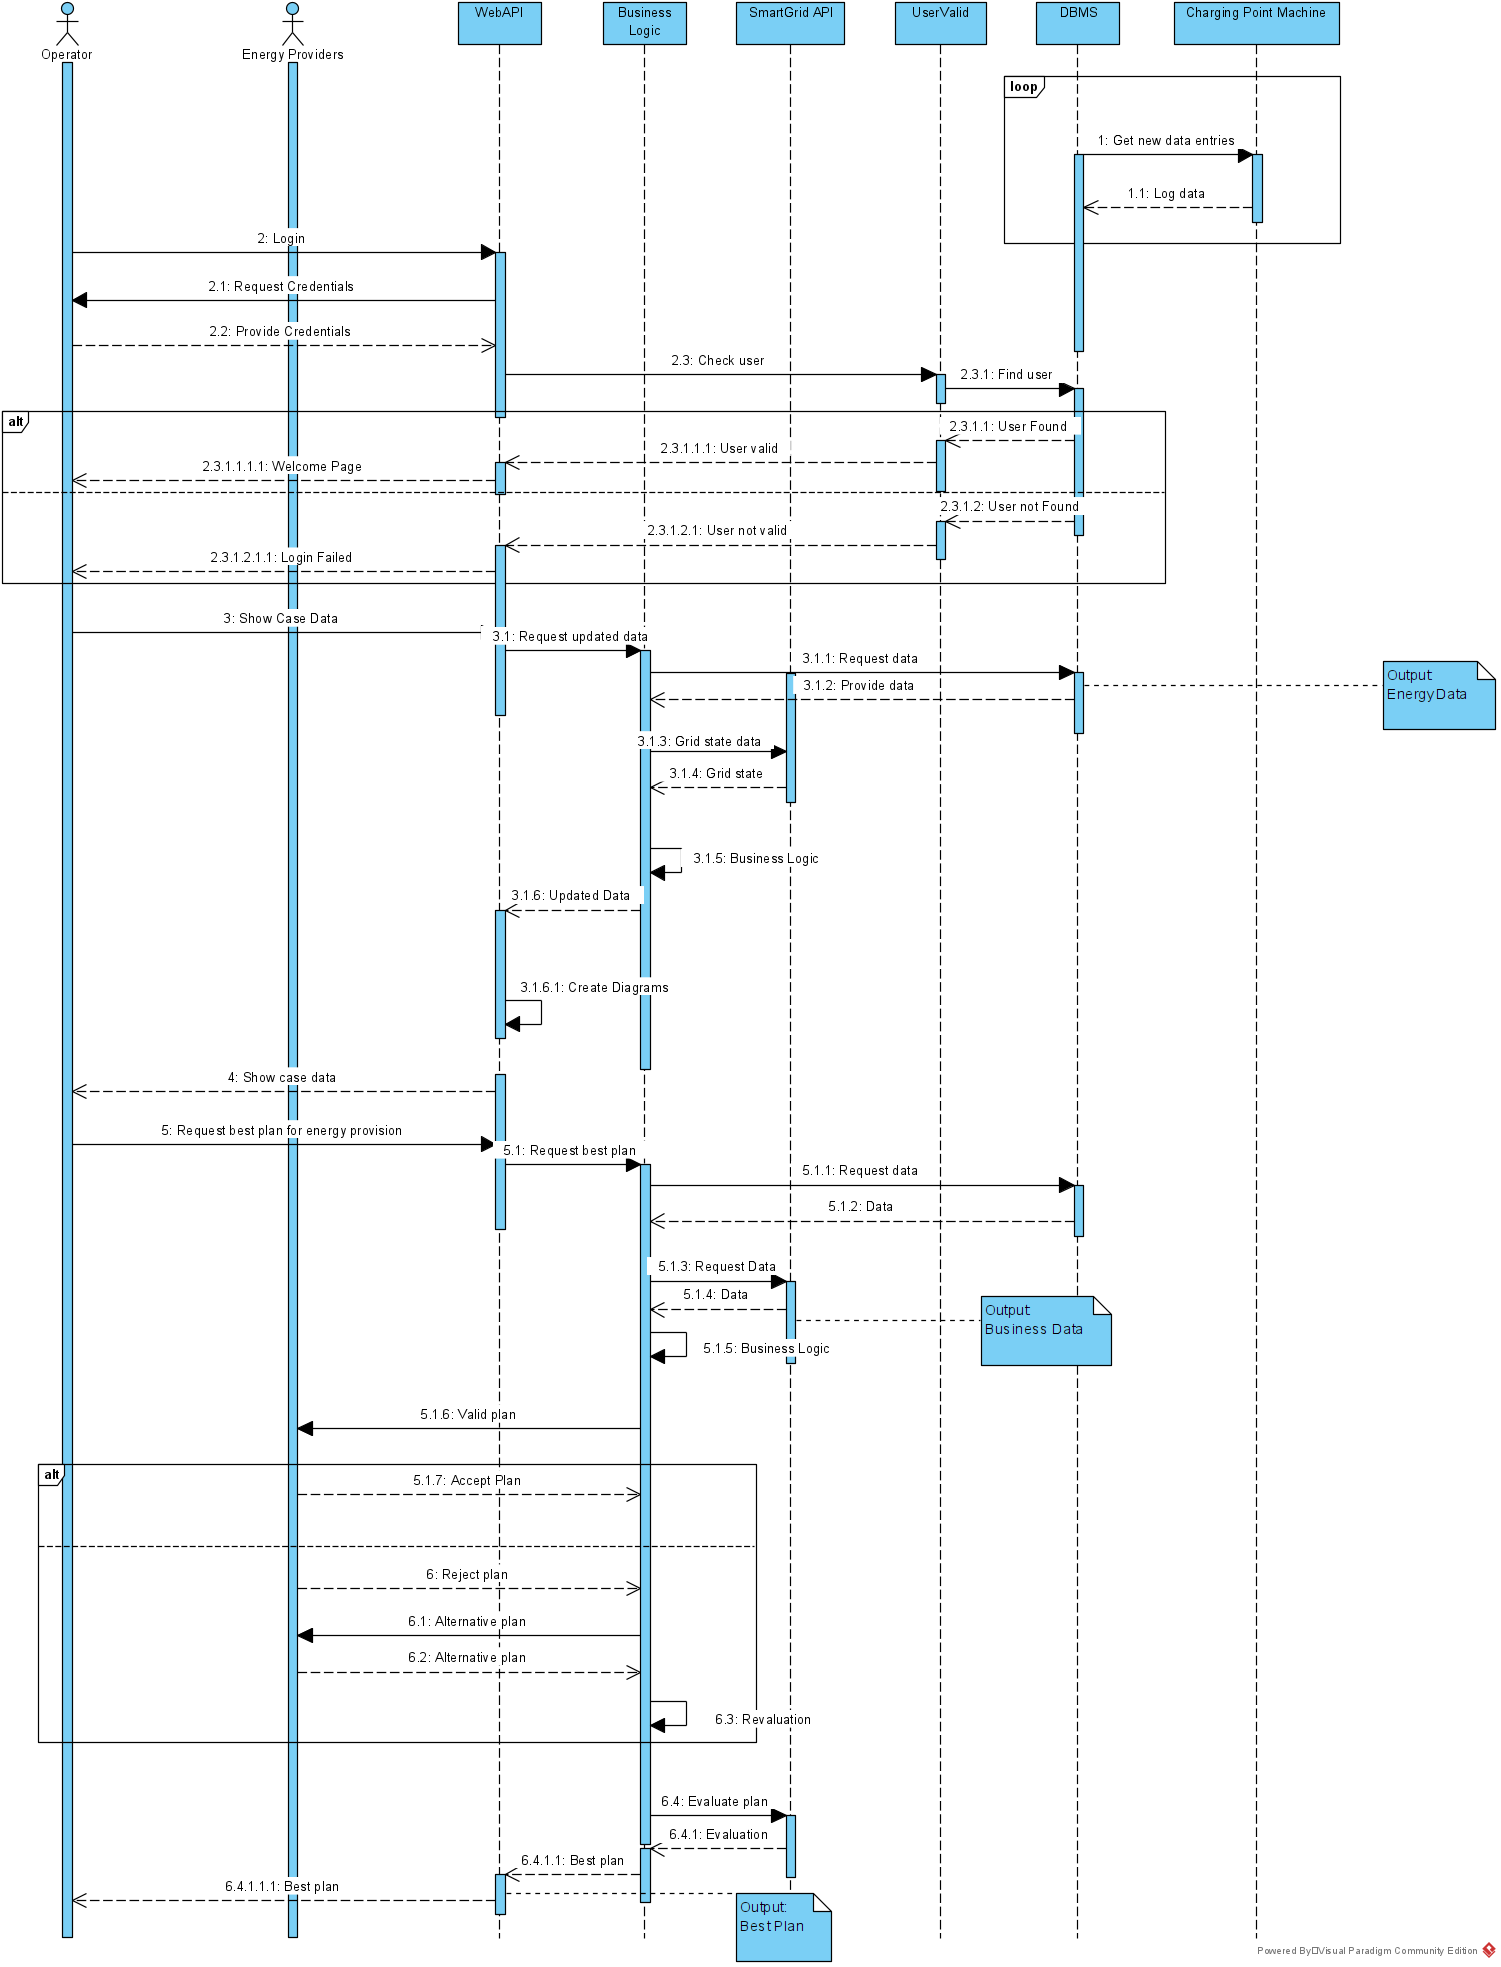 Operator
Energy Providers
WebAPI
Business
Logic
SmartGrid API
UserValid
DBMS
Charging Point Machine
loop
1: Get new data entries
1.1: Log data
2: Login
2.1: Request Credentials
2.2: Provide Credentials
2.3: Check user
2.3.1: Find user
alt
2.3.1.1: User Found
2.3.1.1.1: User valid
2.3.1.1.1.1: Welcome Page
2.3.1.2: User not Found
2.3.1.2.1: User not valid
2.3.1.2.1.1: Login Failed
3: Show Case Data
3.1: Request updated data
3.1.1: Request data
3.1.2: Provide data
Output:
EnergyData
3.1.3: Grid state data
3.1.4: Grid state
3.1.5: Business Logic
3.1.6: Updated Data
3.1.6.1: Create Diagrams
4: Show case data
5: Request best plan for energy provision
5.1: Request best plan
5.1.1: Request data
5.1.2: Data
5.1.3: Request Data
5.1.4: Data
Output:
Business Data
5.1.5: Business Logic
5.1.6: Valid plan
alt
5.1.7: Accept Plan
6: Reject plan
6.1: Alternative plan
6.2: Alternative plan
6.3: Revaluation
6.4: Evaluate plan
6.4.1: Evaluation
6.4.1.1: Best plan
6.4.1.1.1: Best plan
Output:
Best Plan
Powered By Visual Paradigm Community Edition